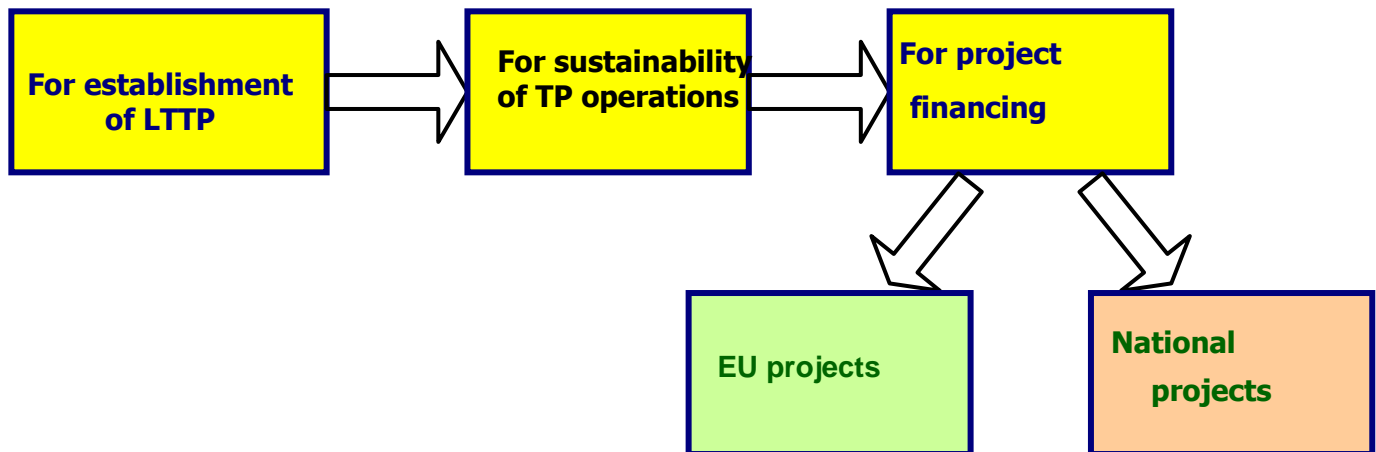 For establishment
of LTTP
For sustainability
of TP operations
For project
financing
EU projects
National
projects